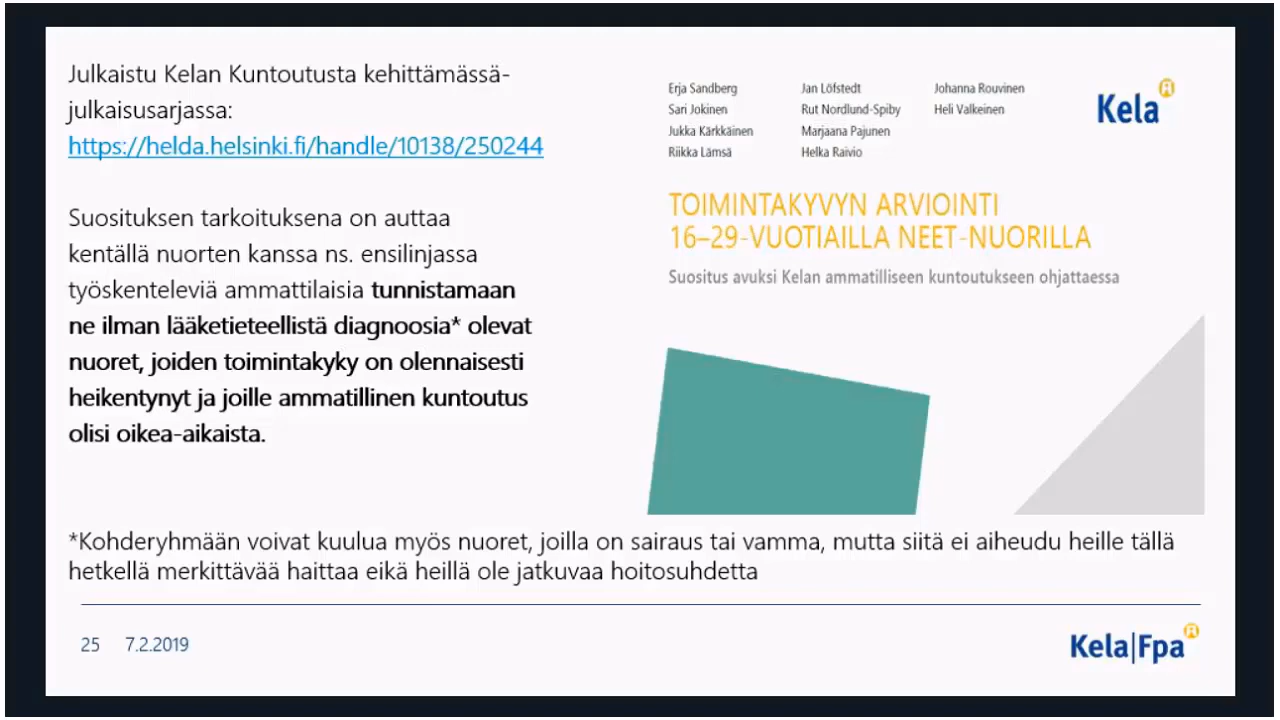 Julkaistu Kelan Kuntoutusta kehittämässä-
julkaisusarjassa:
https://helda.helsinki.fi/handle/10138/250244
Suosituksen tarkoituksena on auttaa
kentällä nuorten kanssa ns. ensilinjassa
työskenteleviä ammattilaisia tunnistamaan
ne ilman lääketieteellistä diagnoosia* olevat
nuoret, joiden toimintakyky on olennaisesti
heikentynyt ja joille ammatillinen kuntoutus
olisi oikea-aikaista.
Erja Sandberg
Sari Jokinen
Jukka Kärkkäinen
Riikka Lämsä
Jan Löfstedt
Rut Nordlund-Spiby
Marjaana Pajunen
Helka Raivio
Johanna Rouvinen
Heli Valkeinen
Kela
TOIMINTAKYVYN ARVIOINTI
16–29-VUOTIAILLA NEET-NUORILLA
Suositus avuksi Kelan ammatilliseen kuntoutukseen ohjattaessa
*Kohderyhmään voivat kuulua myös nuoret, joilla on sairaus tai vamma, mutta siitä ei aiheudu heille tällä
hetkellä merkittävää haittaa eikä heillä ole jatkuvaa hoitosuhdetta
25 7.2.2019
Kela|Fpa